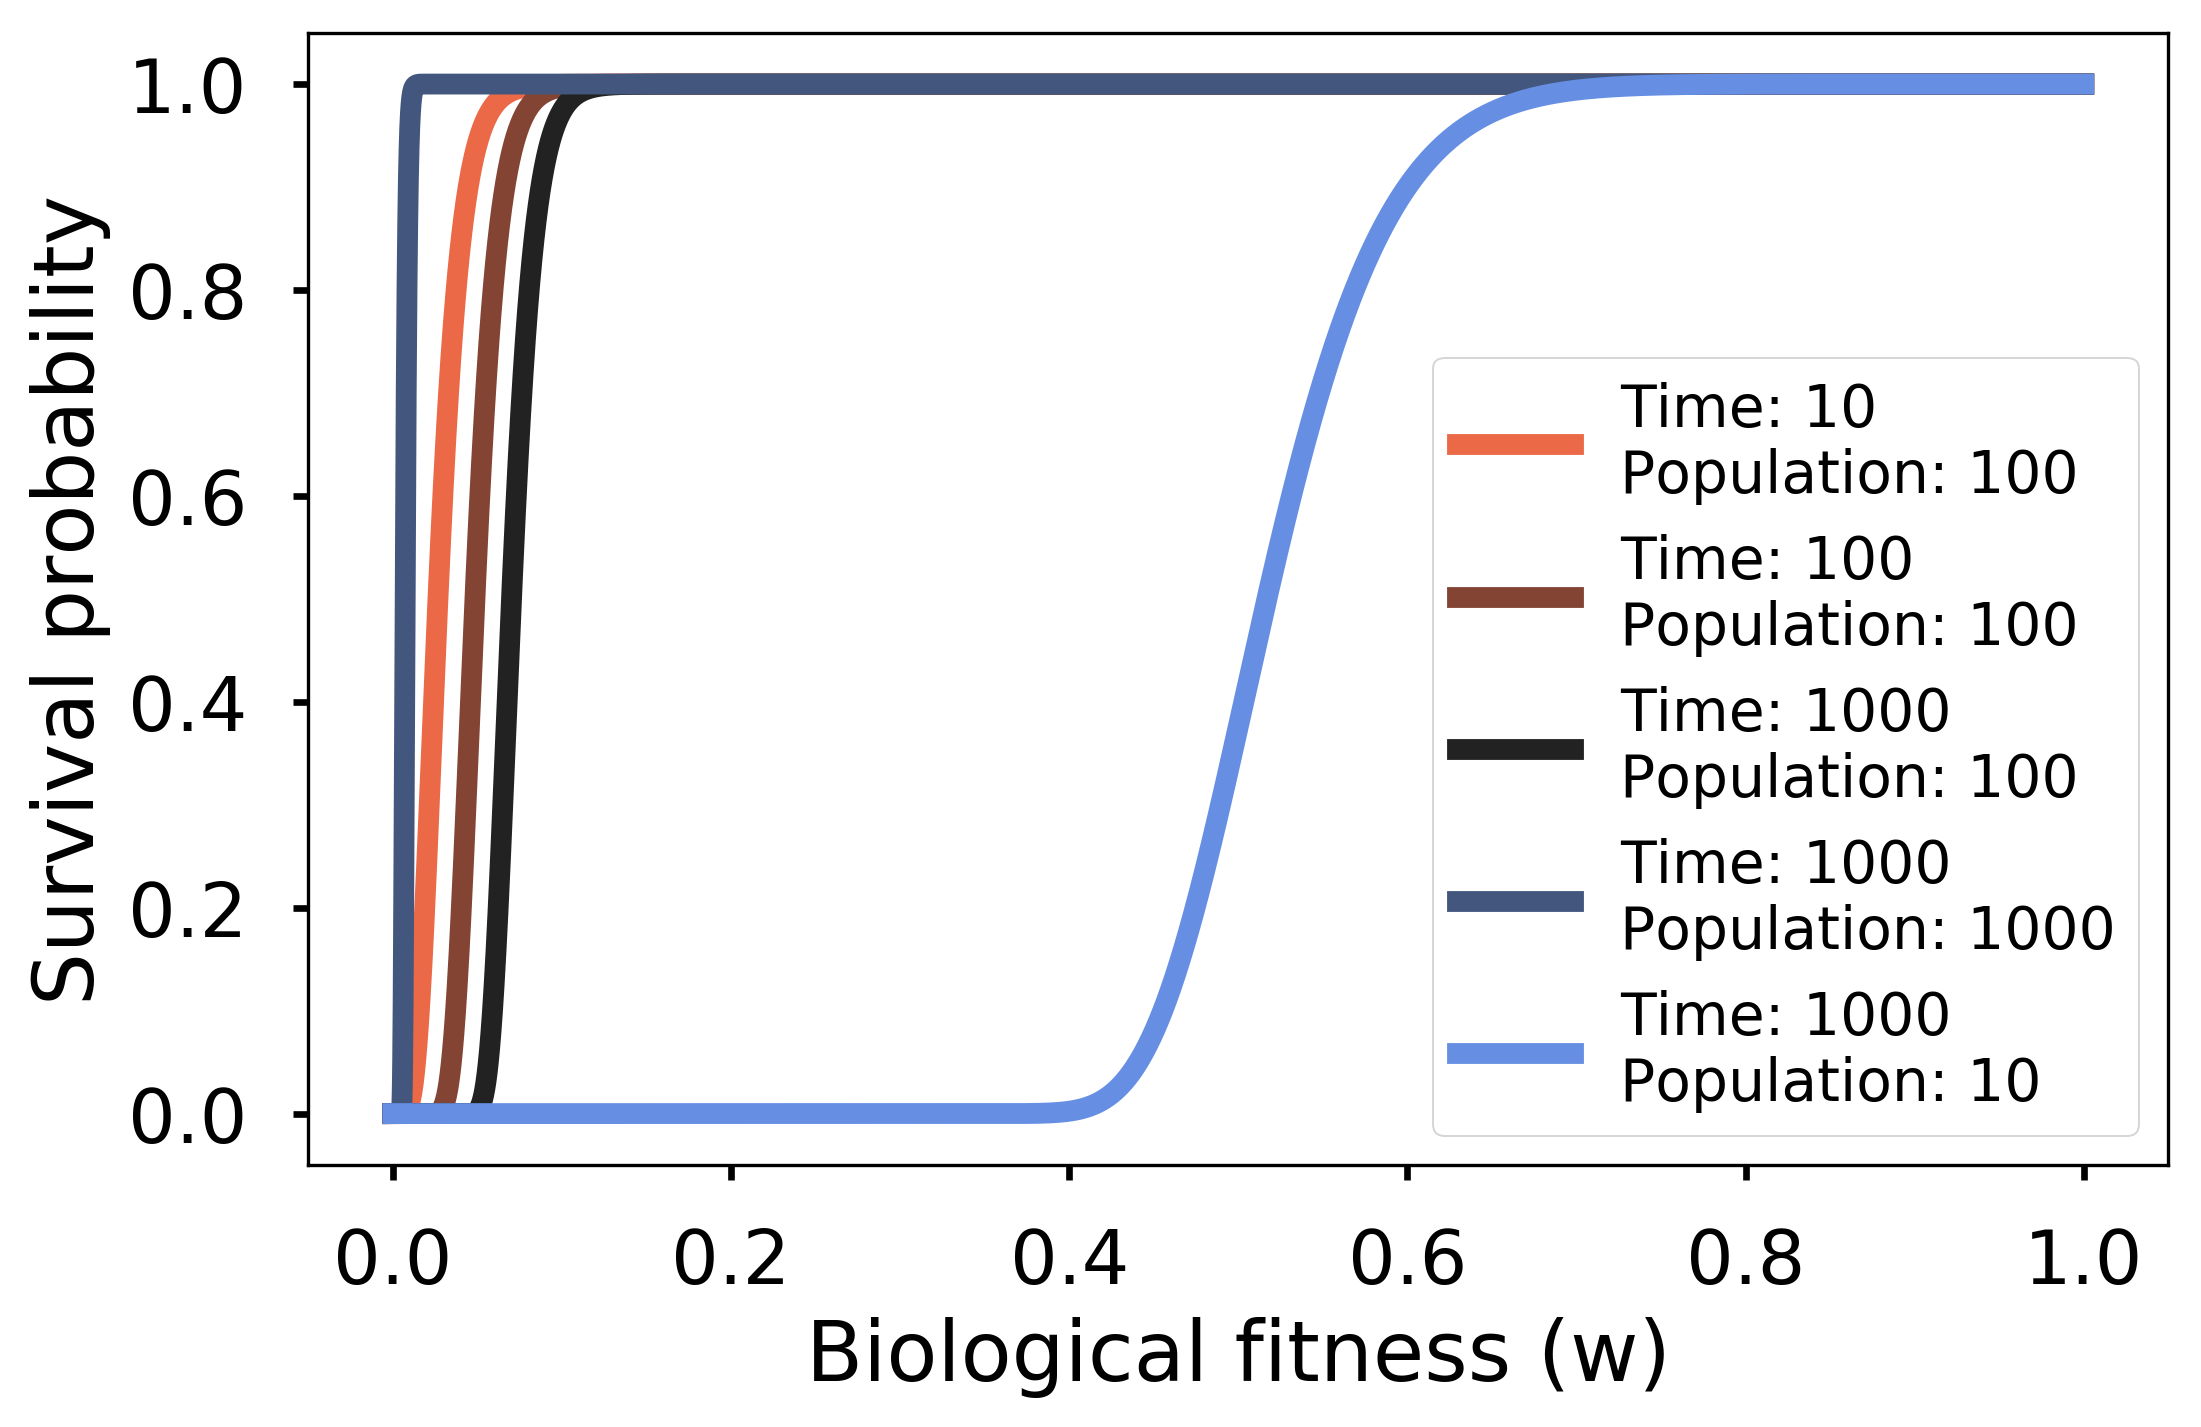 Survival probability
1.0
0.8
0.6
0.4
0.2
0.0
Time: 10
Population: 100
Time: 100
Population: 100
Time: 1000
Population: 100
Time: 1000
Population: 1000
Time: 1000
Population: 10
0.0 0.2 0.4 0.6 0.8 1.0
Biological fitness (w)